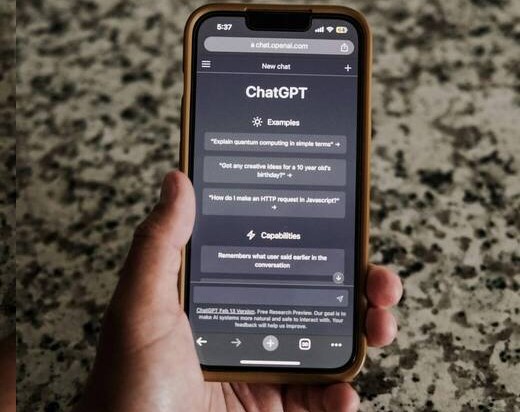 5:37
chat.openai.com
New chat
ChatGPT
Examples
"Explain quantum computing in simple terms" →
"Got any creative ideas for a 10 year old's
birthday?" →
"How do I make an HTTP request in Javascript?"
→
Capabilities
Remembers what user said earlier in the
conversation
ChatGPT Feb 13 Version. Free Research Preview. Our goal is to
make AI systems more natural and safe to interact with. Your
feedback will help us improve.